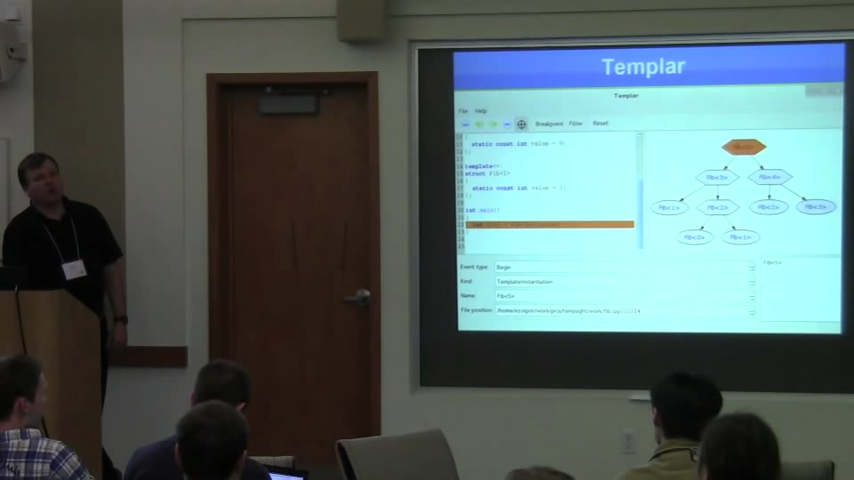 Templar
Templar
File Help
Breakpoint Filter Reset
static const int value = 0;
};
template<>
struct Fib<1>
{
static const int value = 1;
};
int main()
{
Fib<5>
Fib<3> Fib<4>
Fib<1> Fib<2> Fib<2> Fib<3>
Fib<0> Fib<1>
Event type: Begin
Kind: TemplateInstantiation
Name: Fib<5>
File position:
Fib<5>